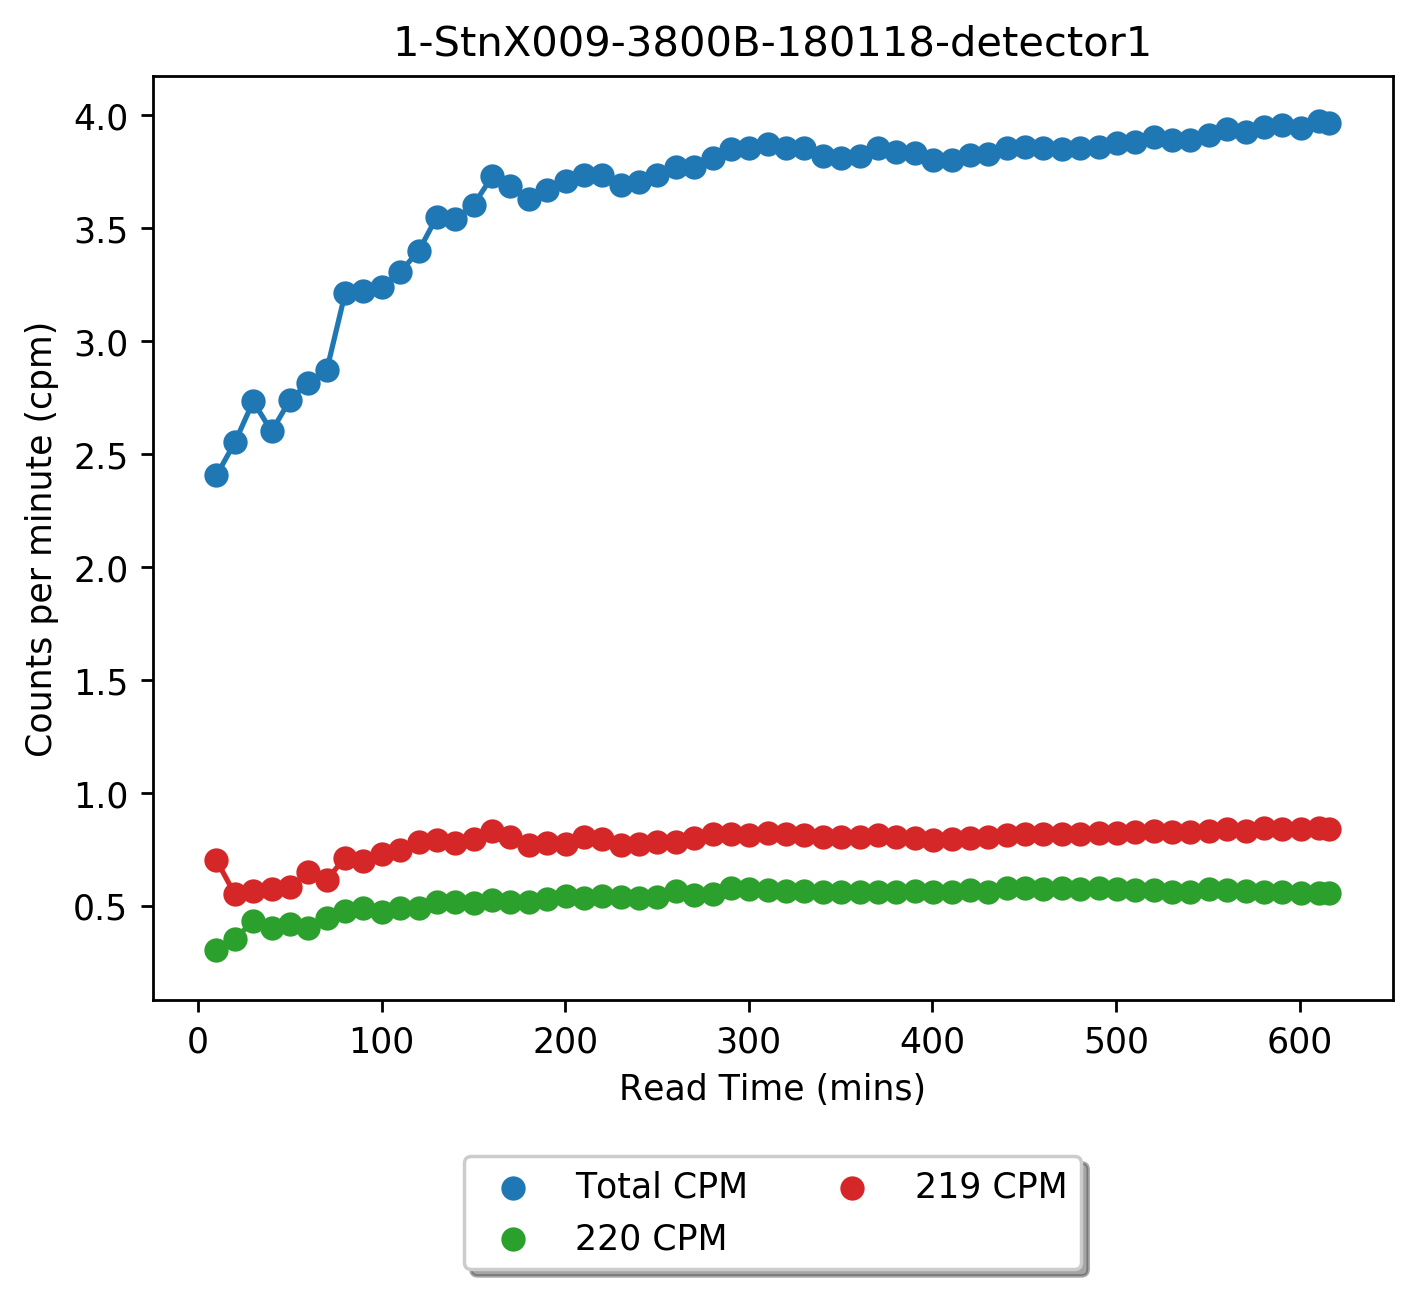 1-StnX009-3800B-180118-detector1
Counts per minute (cpm)
4.0
3.5
3.0
2.5
2.0
1.5
1.0
0.5
0 100 200 300 400 500 600
Read Time (mins)
Total CPM 219 CPM
220 CPM